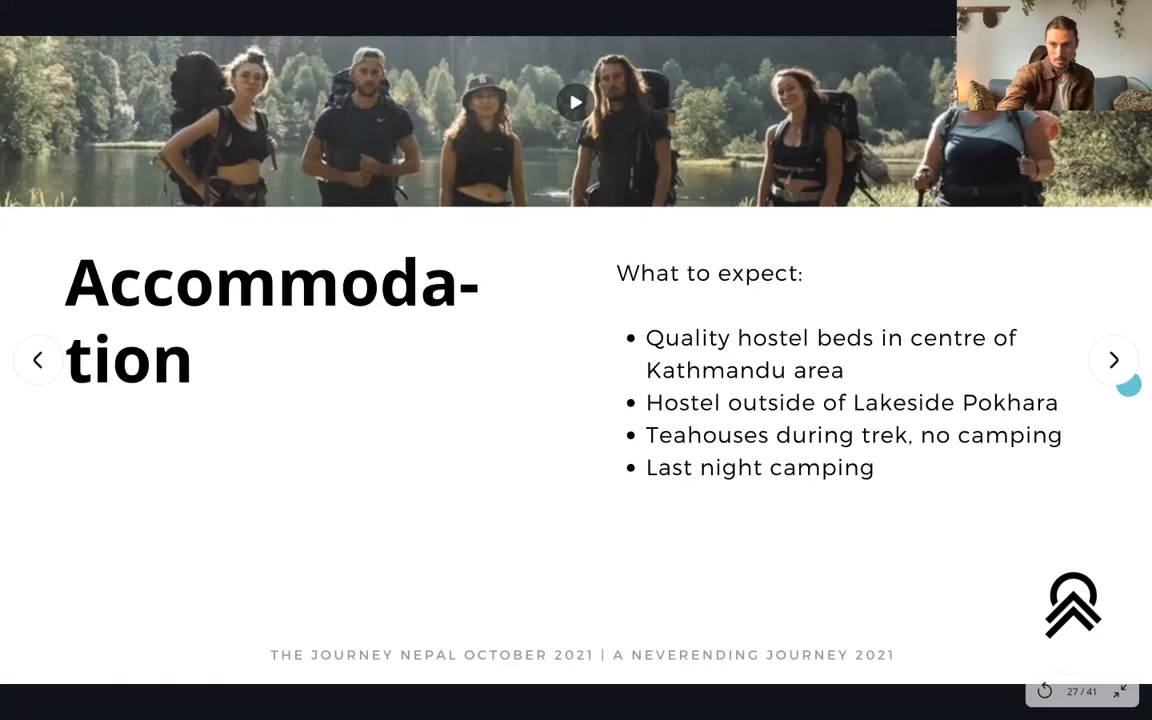 Accommoda-
tion
What to expect:
• Quality hostel beds in centre of
Kathmandu area
• Hostel outside of Lakeside Pokhara
• Teahouses during trek, no camping
• Last night camping
THE JOURNEY NEPAL OCTOBER 2021 | A NEVERENDING JOURNEY 2021
27 / 41